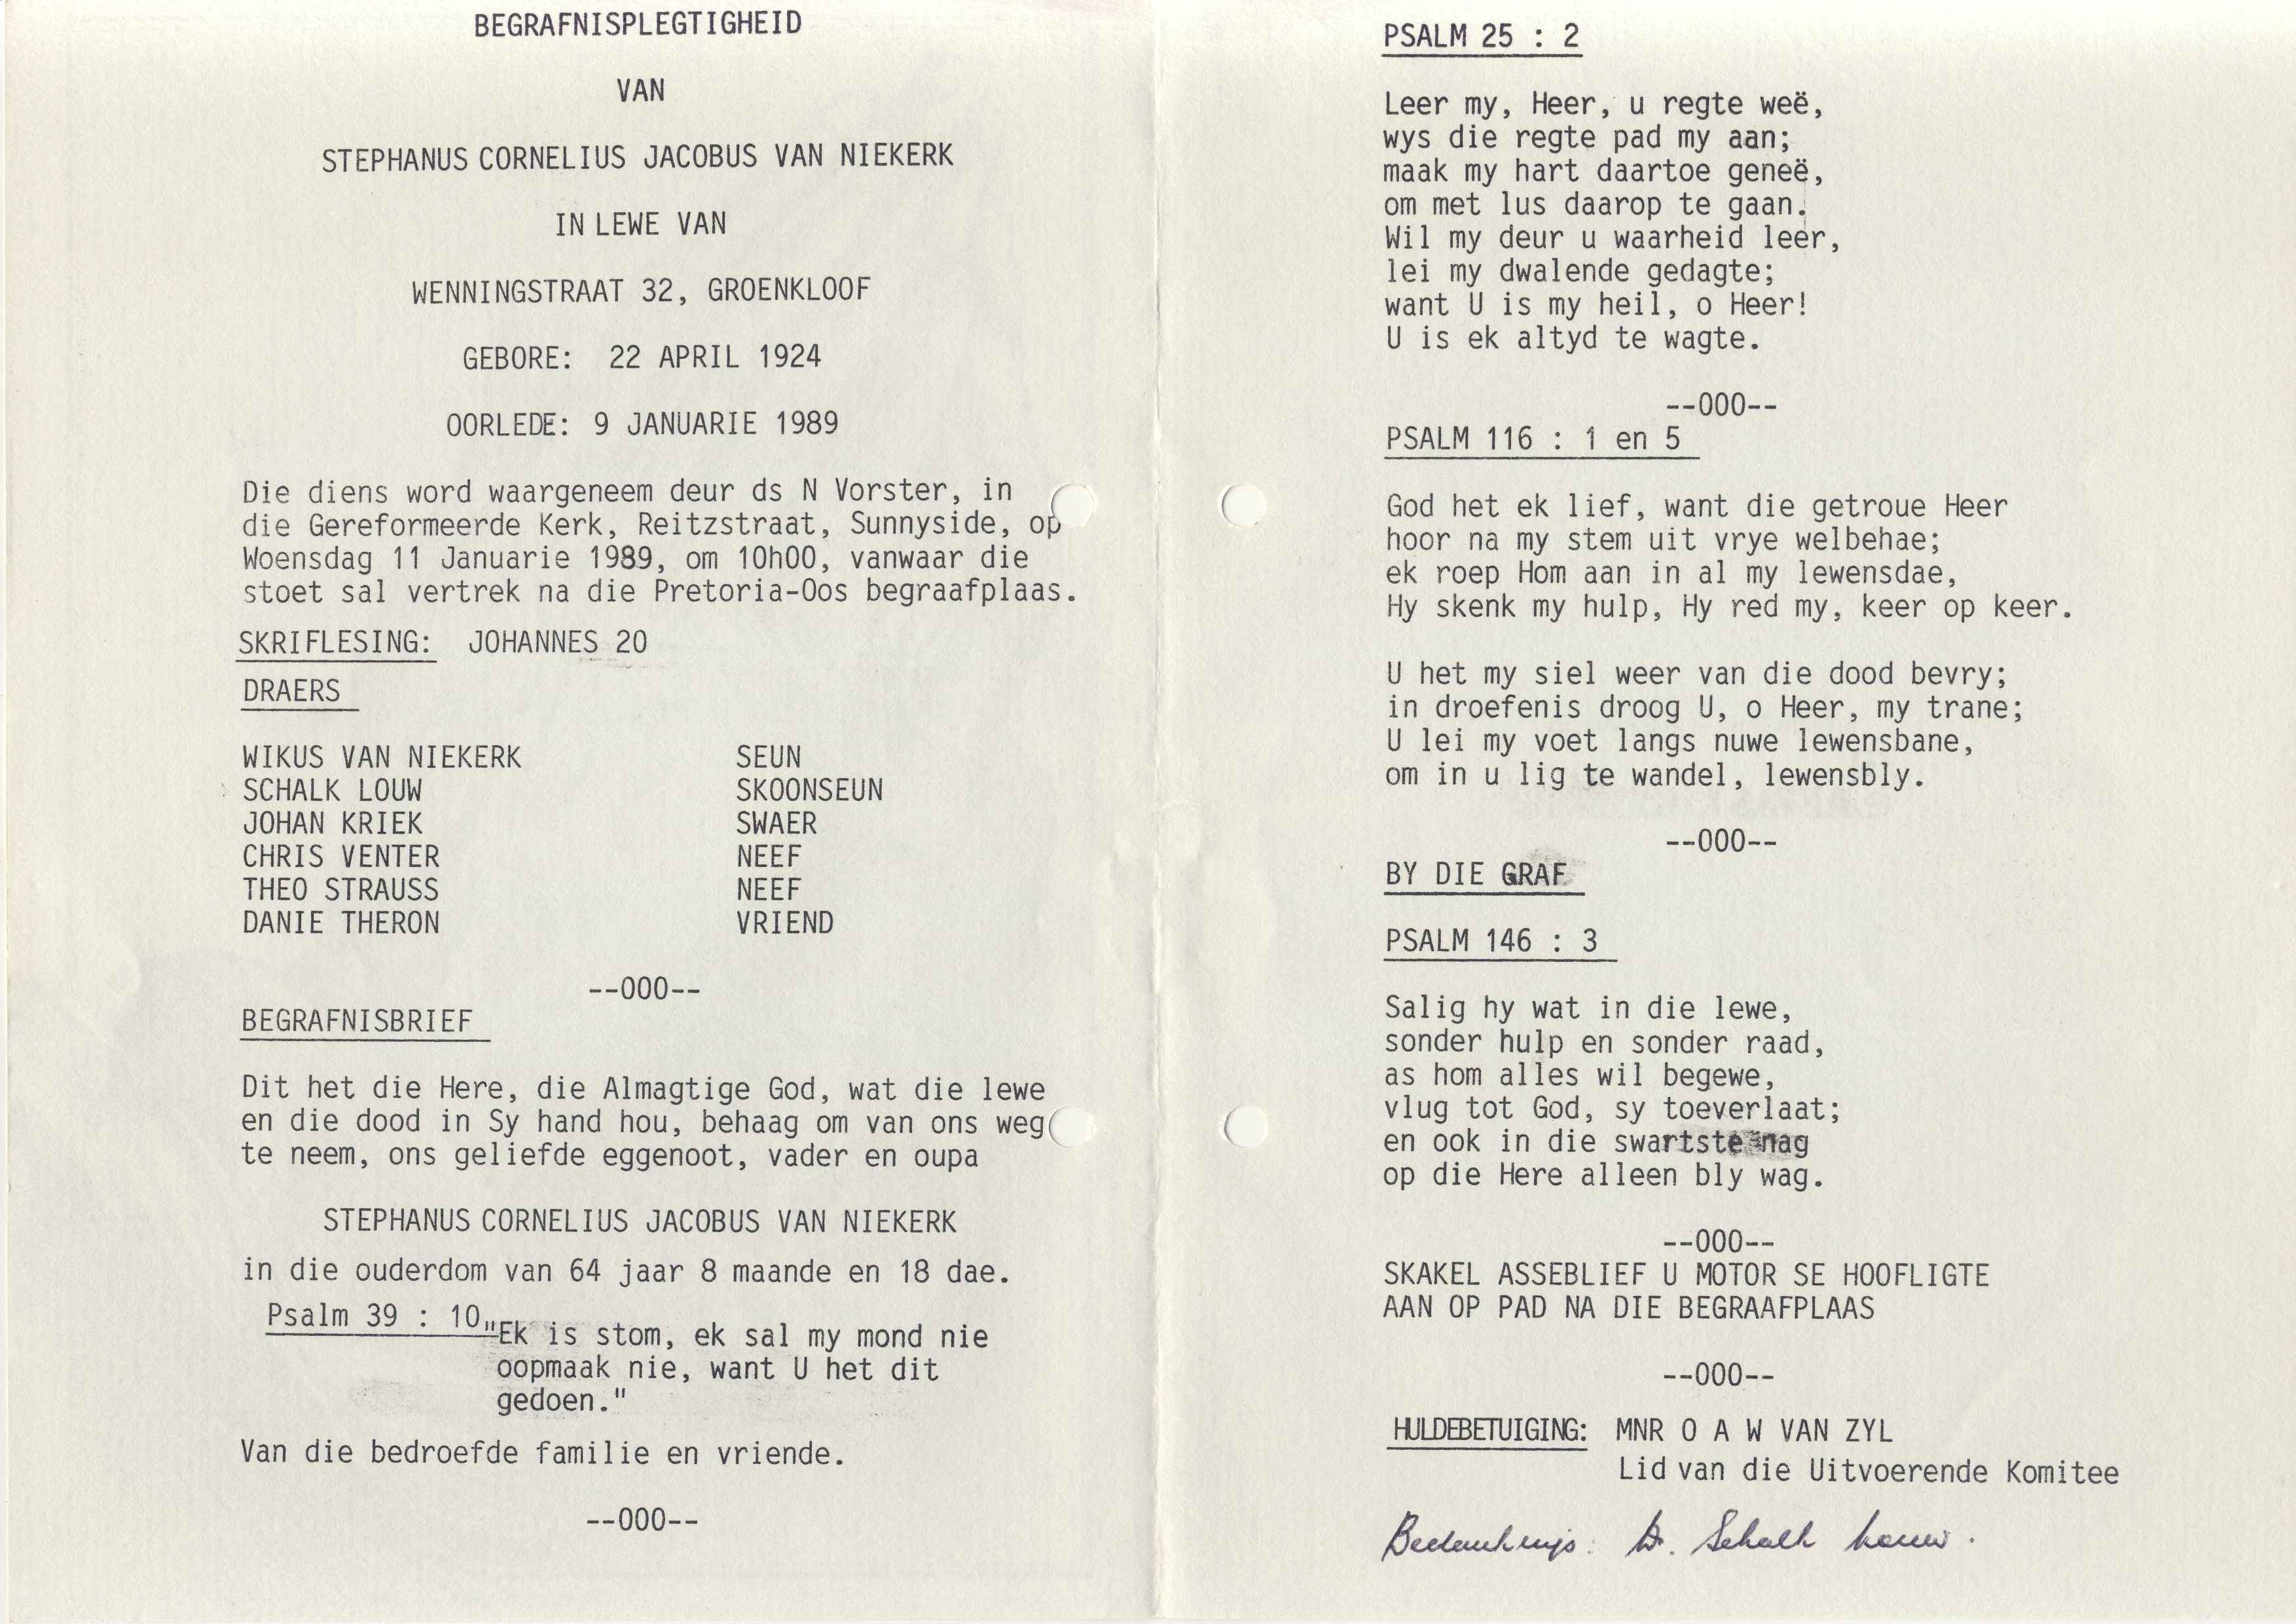 BEGRAFNISPLEGTIGHEID
VAN
STEPHANUS CORNELIUS JACOBUS VAN NIEKERK
IN LEWE VAN
WENNINGSTRAAT 32, GROENKLOOF
GEBORE: 22 APRIL 1924
OORLEDE: 9 JANUARIE 1989
Die diens word waargeneem deur ds N Vorster, in
die Gereformeerde Kerk, Reitzstraat, Sunnyside, op
Woensdag 11 Januarie 1989, om 10h00, vanwaar die
stoet sal vertrek na die Pretoria-Oos begraafplaas.
SKRIFLESING: JOHANNES 20
DRAERS
WIKUS VAN NIEKERK SEUN
SCHALK LOUW SKOONSEUN
JOHAN KRIEK SWAER
CHRIS VENTER NEEF
THEO STRAUSS NEEF
DANIE THERON VRIEND
--000--
BEGRAFNISBRIEF
Dit het die Here, die Almagtige God, wat die lewe
en die dood in Sy hand hou, behaag om van ons weg
te neem, ons geliefde eggenoot, vader en oupa
STEPHANUS CORNELIUS JACOBUS VAN NIEKERK
in die ouderdom van 64 jaar 8 maande en 18 dae.
Psalm 39 : 10 "Ek is stom, ek sal my mond nie
oopmaak nie, want U het dit
gedoen."
Van die bedroefde familie en vriende.
--000--
PSALM 25 : 2
Leer my, Heer, u regte weë,
wys die regte pad my aan;
maak my hart daartoe geneë,
om met lus daarop te gaan.
Wil my deur u waarheid leer,
lei my dwalende gedagte;
want U is my heil, o Heer!
U is ek altyd te wagte.
--000--
PSALM 116 : 1 en 5
God het ek lief, want die getroue Heer
hoor na my stem uit vrye welbehae;
ek roep Hom aan in al my lewensdae,
Hy skenk my hulp, Hy red my, keer op keer.
U het my siel weer van die dood bevry;
in droefenis droog U, o Heer, my trane;
U lei my voet langs nuwe lewensbane,
om in u lig te wandel, lewensbly.
--000--
BY DIE GRAF
PSALM 146 : 3
Salig hy wat in die lewe,
sonder hulp en sonder raad,
as hom alles wil begewe,
vlug tot God, sy toeverlaat;
en ook in die swartste nag
op die Here alleen bly wag.
--000--
SKAKEL ASSEBLIEF U MOTOR SE HOOFLIGTE
AAN OP PAD NA DIE BEGRAAFPLAAS
--000--
HULDEBETUIGING: MNR O A W VAN ZYL
Lid van die Uitvoerende Komitee
Bedankings: Dr. Schalk Louw.